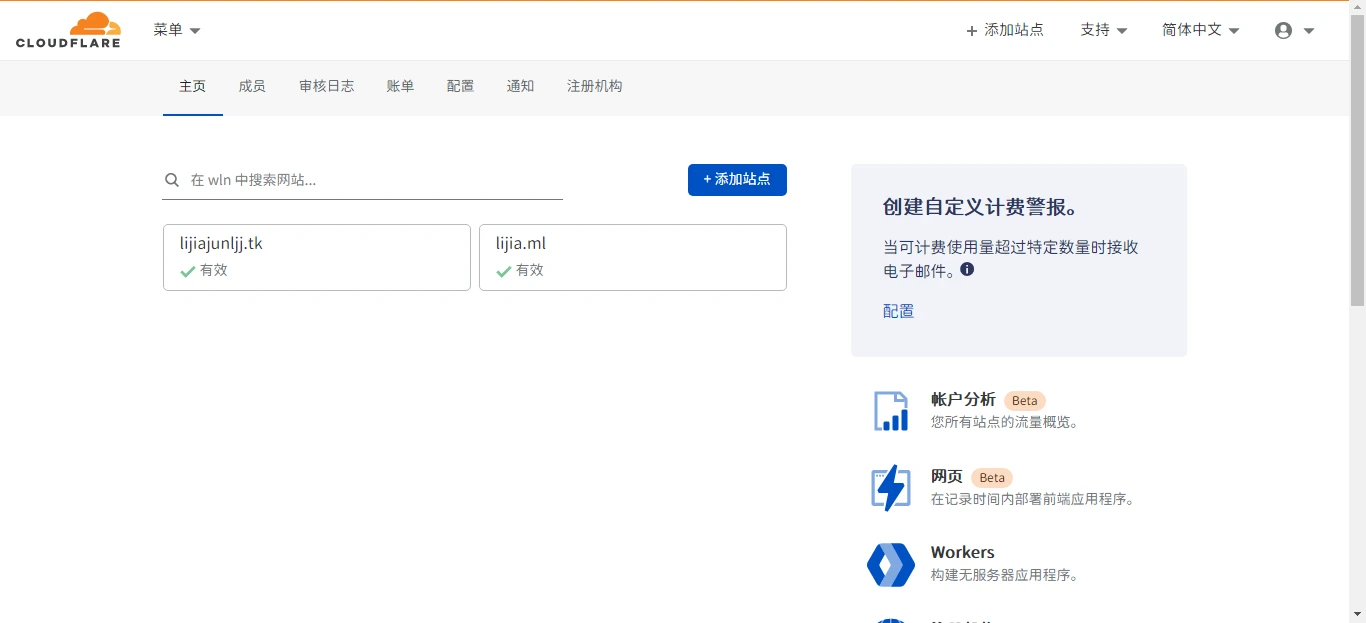 CLOUDFLARE
菜单
+ 添加站点
支持
简体中文
主页
成员
审核日志
账单
配置
通知
注册机构
在 wln 中搜索网站...
+ 添加站点
lijiajunljj.tk
有效
lijia.ml
有效
创建自定义计费警报。
当可计费使用量超过特定数量时接收
电子邮件。
配置
帐户分析 Beta
您所有站点的流量概览。
网页 Beta
在记录时间内部署前端应用程序。
Workers
构建无服务器应用程序。